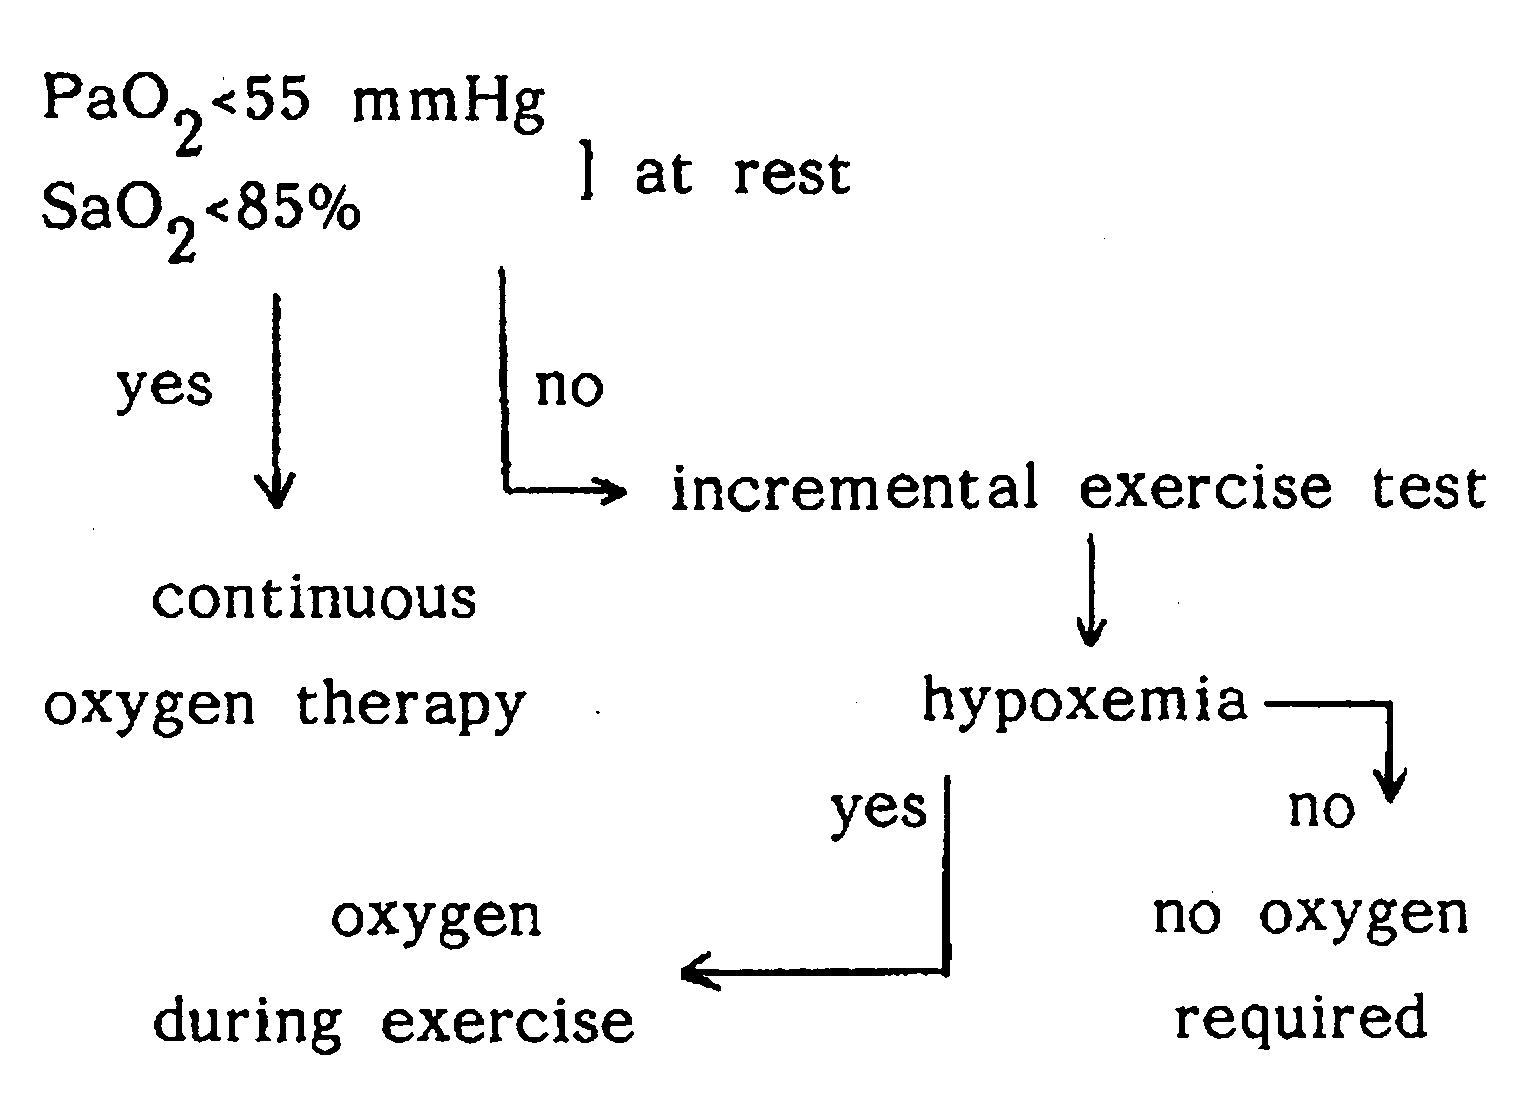 PaO2<55 mmHg
] at rest
SaO2<85%
yes
no
incremental exercise test
continuous
oxygen therapy
hypoxemia
yes
no
oxygen
during exercise
no oxygen
required